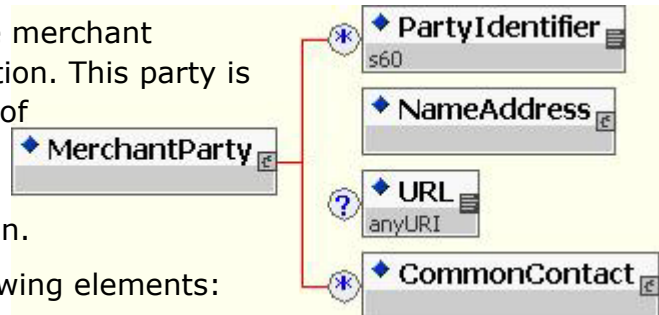 merchant
tion. This party is
of
n.
wing elements:
MerchantParty
* PartyIdentifier
s60
NameAddress
? URL
anyURI
* CommonContact